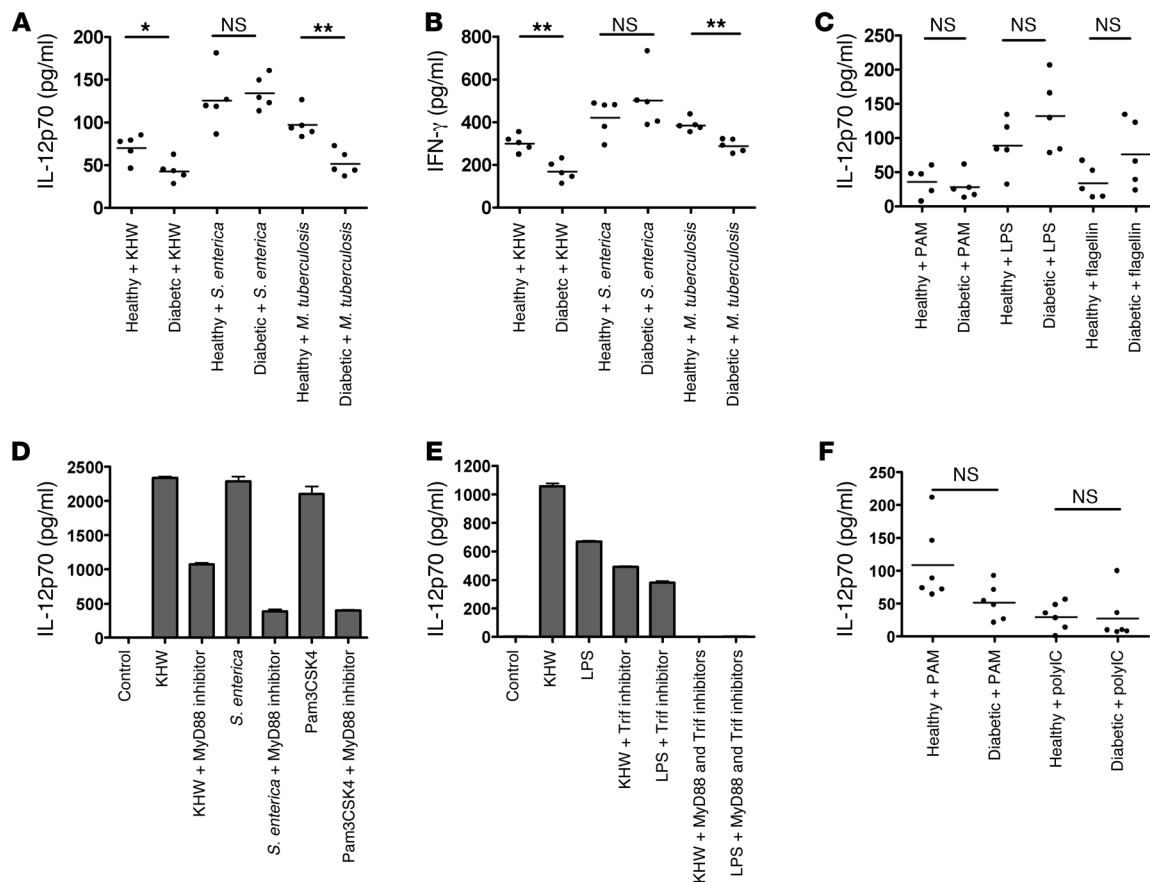 A
IL-12p70 (pg/ml)
200
150
100
50
0
*
NS
**
Healthy + KHW
Diabetc + KHW
Healthy + S. enterica
Diabetic + S. enterica
Healthy + M. tuberculosis
Diabetic + M. tuberculosis
B
IFN-γ (pg/ml)
800
600
400
200
0
**
NS
**
Healthy + KHW
Diabetic + KHW
Healthy + S. enterica
Diabetic + S. enterica
Healthy + M. tuberculosis
Diabetic + M. tuberculosis
C
IL-12p70 (pg/ml)
250
200
150
100
50
0
NS
NS
NS
Healthy + PAM
Diabetic + PAM
Healthy + LPS
Diabetic + LPS
Healthy + flagellin
Diabetic + flagellin
D
IL-12p70 (pg/ml)
2500
2000
1500
1000
500
0
Control
KHW
KHW + MyD88 inhibitor
S. enterica
S. enterica + MyD88 inhibitor
Pam3CSK4
Pam3CSK4 + MyD88 inhibitor
E
IL-12p70 (pg/ml)
1200
1000
800
600
400
200
0
Control
KHW
LPS
KHW + Trif inhibitor
LPS + Trif inhibitor
KHW + MyD88 and Trif inhibitors
LPS + MyD88 and Trif inhibitors
F
IL-12p70 (pg/ml)
250
200
150
100
50
0
NS
NS
Healthy + PAM
Diabetic + PAM
Healthy + polyIC
Diabetic + polyIC